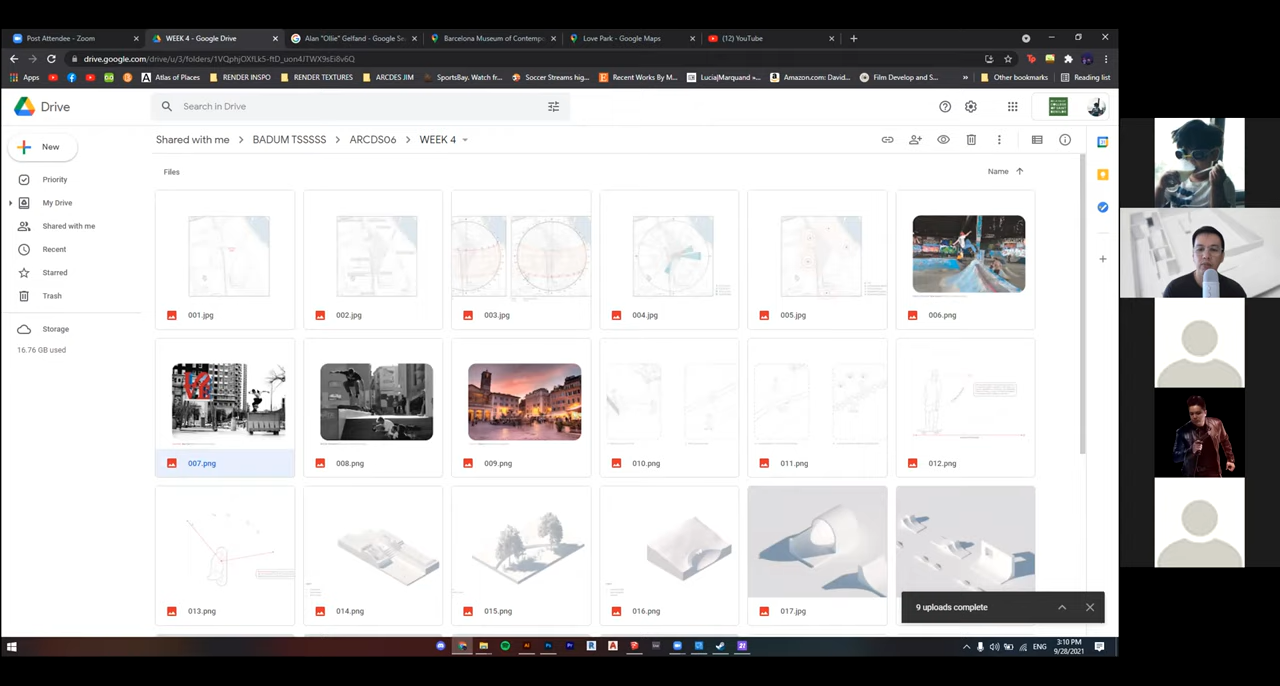 Post Attendee - Zoom
WEEK 4 - Google Drive
Alan "Ollie" Gelfand - Google Se
Barcelona Museum of Contempo
Love Park - Google Maps
(12) YouTube
drive.google.com/drive/u/3/folders/1VQphjOXfLk5-ftD_uon4JTWX9sEi8v6Q
Apps
Atlas of Places
RENDER INSPO
RENDER TEXTURES
ARCDES JIM
SportsBay. Watch fr...
Soccer Streams hig...
Recent Works By M...
Lucia|Marquand »...
Amazon.com: David...
Film Develop and S...
»
Other bookmarks
Reading list
Drive
Search in Drive
New
Shared with me
BADUM TSSSSS
ARCDS06
WEEK 4
Priority
My Drive
Shared with me
Recent
Starred
Trash
Storage
16.76 GB used
Files
Name
001.jpg
002.jpg
003.jpg
004.jpg
005.jpg
006.png
007.png
008.png
009.png
010.png
011.png
012.png
013.png
014.png
015.png
016.png
017.jpg
9 uploads complete
ENG
3:10 PM
9/28/2021